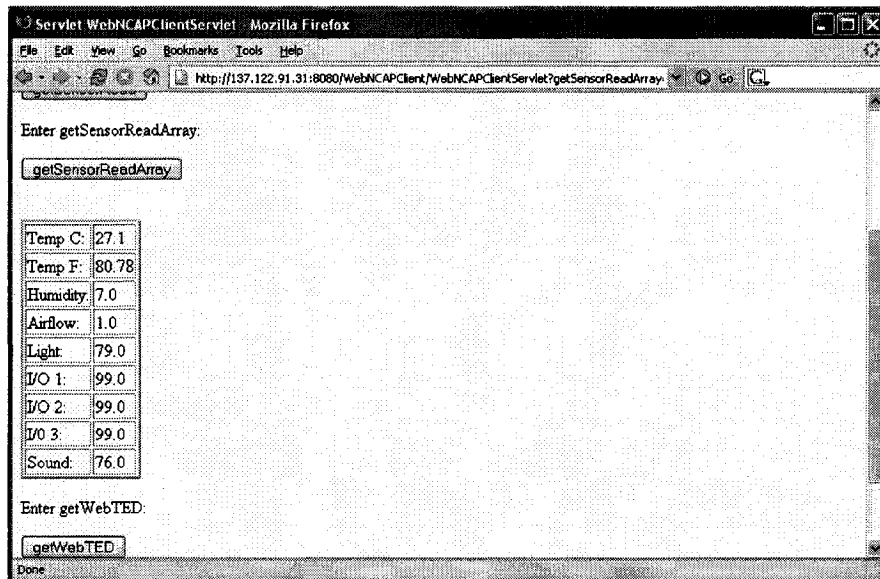 Servlet WebNCAPClientServlet - Mozilla Firefox
File Edit View Go Bookmarks Tools Help
http://137.122.91.31:8080/WebNCAPClient/WebNCAPClientServlet?getSensorReadArray Go
Enter getSensorReadArray:
getSensorReadArray
Temp C: 27.1
Temp F: 80.78
Humidity: 7.0
Airflow: 1.0
Light: 79.0
I/O 1: 99.0
I/O 2: 99.0
I/0 3: 99.0
Sound: 76.0
Enter getWebTED:
getWebTED
Done